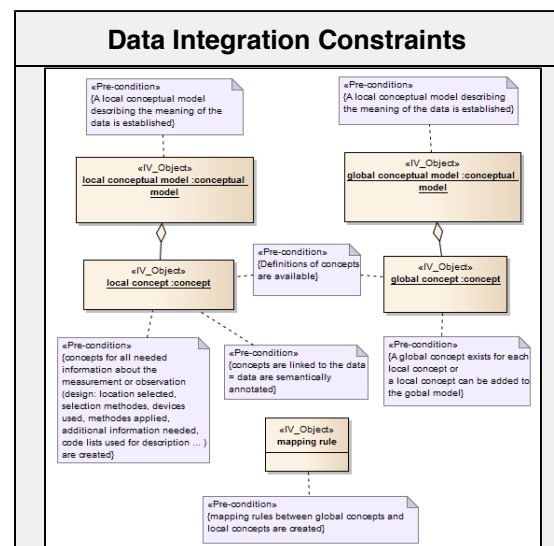 Data Integration Constraints
«Pre-condition»
{A local conceptual model
describing the meaning of the
data is established}
«Pre-condition»
{A local conceptual model describing
the meaning of the data is established}
«IV_Object»
local conceptual model :conceptual
model
«IV_Object»
global conceptual model :conceptual
model
«Pre-condition»
{Definitions of concepts
are available}
«IV_Object»
local concept :concept
«IV_Object»
global concept :concept
«Pre-condition»
{concepts for all needed
information about the
measurement or observation
(design: location selected,
selection methodes, devices
used, methodes applied,
additional information needed,
code lists used for description ... )
are created}
«Pre-condition»
{concepts are linked to the data
= data are semantically
annotated}
«Pre-condition»
{A global concept exists for each
local concept or
a local concept can be added to
the gobal model}
«IV_Object»
mapping rule
«Pre-condition»
{mapping rules between global concepts and
local concepts are created}